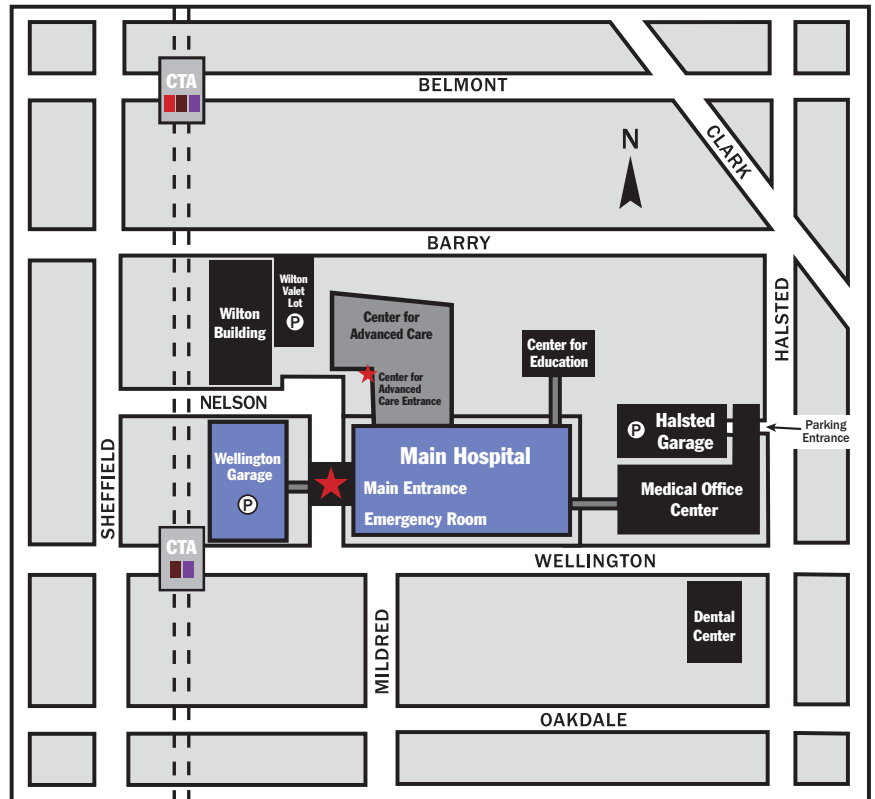 CTA
BELMONT
CLARK
N
BARRY
HALSTED
Wilton
Building
Wilton
Valet
Lot
P
Center for
Advanced Care
Center for
Advanced
Care Entrance
Center for
Education
NELSON
SHEFFIELD
Wellington
Garage
P
Main Hospital
Main Entrance
Emergency Room
P
Halsted
Garage
Parking
Entrance
Medical Office
Center
CTA
WELLINGTON
MILDRED
Dental
Center
OAKDALE